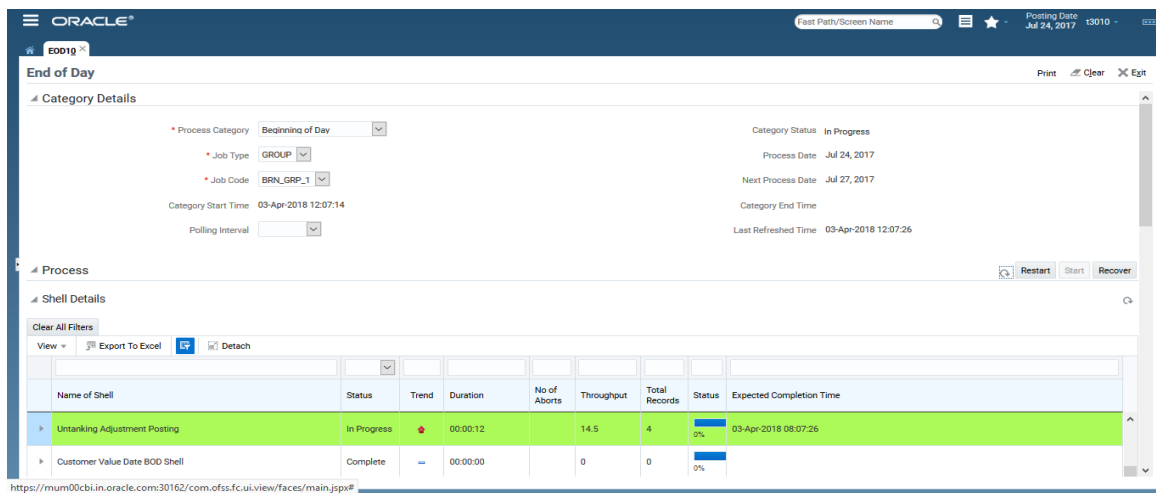 ORACLE®
Fast Path/Screen Name
Posting Date
Jul 24, 2017
t3010
EOD10
End of Day
Print Clear Exit
Category Details
* Process Category Beginning of Day
Category Status In Progress
* Job Type GROUP
Process Date Jul 24, 2017
* Job Code BRN_GRP_1
Next Process Date Jul 27, 2017
Category Start Time 03-Apr-2018 12:07:14
Category End Time
Polling Interval
Last Refreshed Time 03-Apr-2018 12:07:26
Process
Restart Start Recover
Shell Details
Clear All Filters
View Export To Excel Detach
Name of Shell Status Trend Duration No of Aborts Throughput Total Records Status Expected Completion Time
Untanking Adjustment Posting In Progress 00:00:12 14.5 4 0% 03-Apr-2018 08:07:26
Customer Value Date BOD Shell Complete 00:00:00 0 0 0%
https://mum00cbi.in.oracle.com:30162/com.ofss.fc.ui.view/faces/main.jspx#